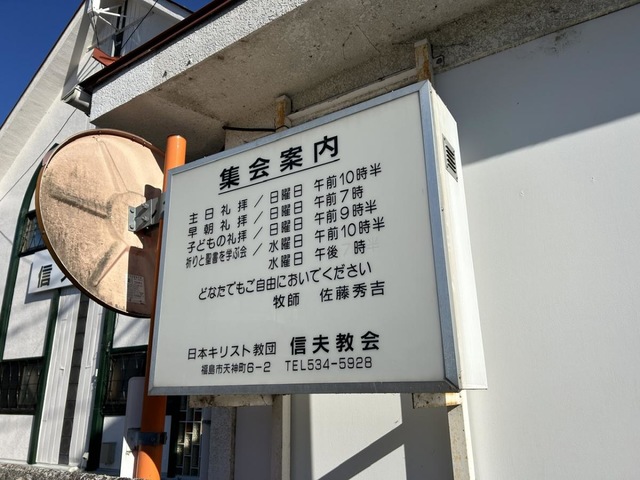 集会案内
主日礼拝／日曜日 午前10時半
早朝礼拝／日曜日 午前7時
子どもの礼拝／日曜日 午前9時半
祈りと聖書を学ぶ会／水曜日 午前10時半
水曜日 午後 時
どなたでもご自由においでください
牧師 佐藤秀吉
日本キリスト教団 信夫教会
福島市天神町6-2 TEL534-5928
信